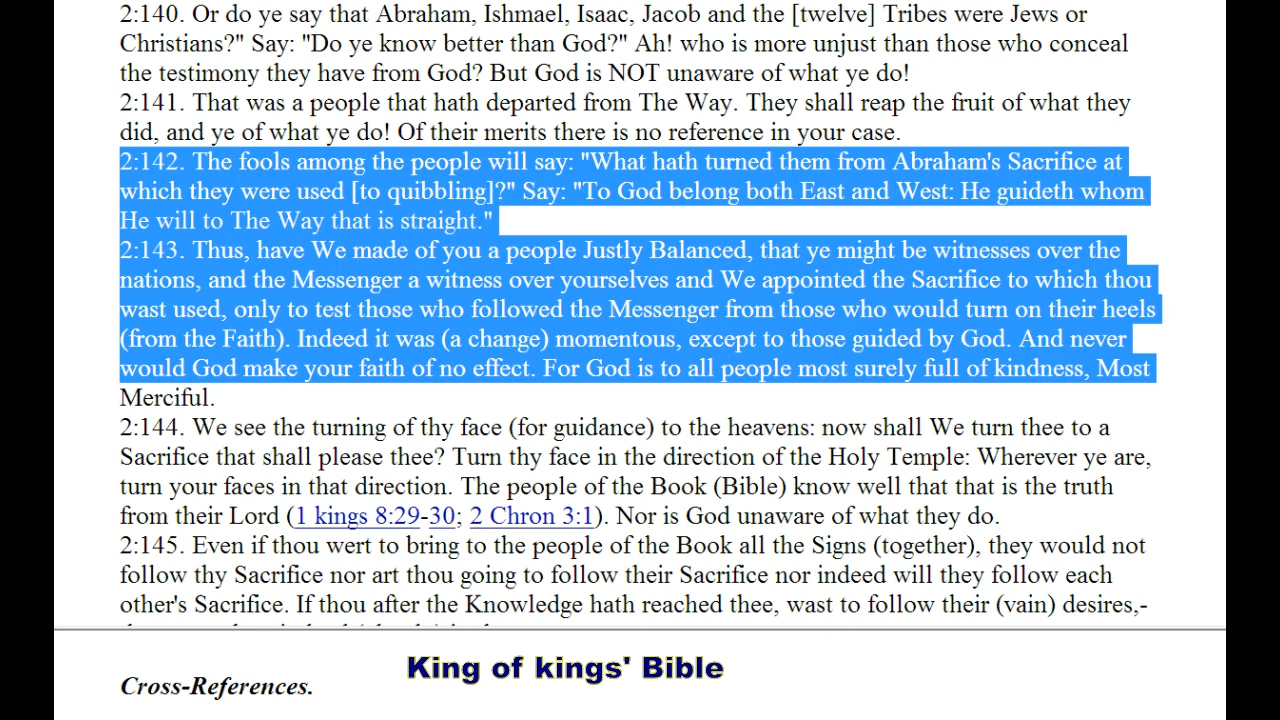 2:140. Or do ye say that Abraham, Ishmael, Isaac, Jacob and the [twelve] Tribes were Jews or
Christians?" Say: "Do ye know better than God?" Ah! who is more unjust than those who conceal
the testimony they have from God? But God is NOT unaware of what ye do!
2:141. That was a people that hath departed from The Way. They shall reap the fruit of what they
did, and ye of what ye do! Of their merits there is no reference in your case.
2:142. The fools among the people will say: "What hath turned them from Abraham's Sacrifice at
which they were used [to quibbling]?" Say: "To God belong both East and West: He guideth whom
He will to The Way that is straight."
2:143. Thus, have We made of you a people Justly Balanced, that ye might be witnesses over the
nations, and the Messenger a witness over yourselves and We appointed the Sacrifice to which thou
wast used, only to test those who followed the Messenger from those who would turn on their heels
(from the Faith). Indeed it was (a change) momentous, except to those guided by God. And never
would God make your faith of no effect. For God is to all people most surely full of kindness, Most
Merciful.
2:144. We see the turning of thy face (for guidance) to the heavens: now shall We turn thee to a
Sacrifice that shall please thee? Turn thy face in the direction of the Holy Temple: Wherever ye are,
turn your faces in that direction. The people of the Book (Bible) know well that that is the truth
from their Lord (1 kings 8:29-30; 2 Chron 3:1). Nor is God unaware of what they do.
2:145. Even if thou wert to bring to the people of the Book all the Signs (together), they would not
follow thy Sacrifice nor art thou going to follow their Sacrifice nor indeed will they follow each
other's Sacrifice. If thou after the Knowledge hath reached thee, wast to follow their (vain) desires,-
King of kings' Bible
Cross-References.